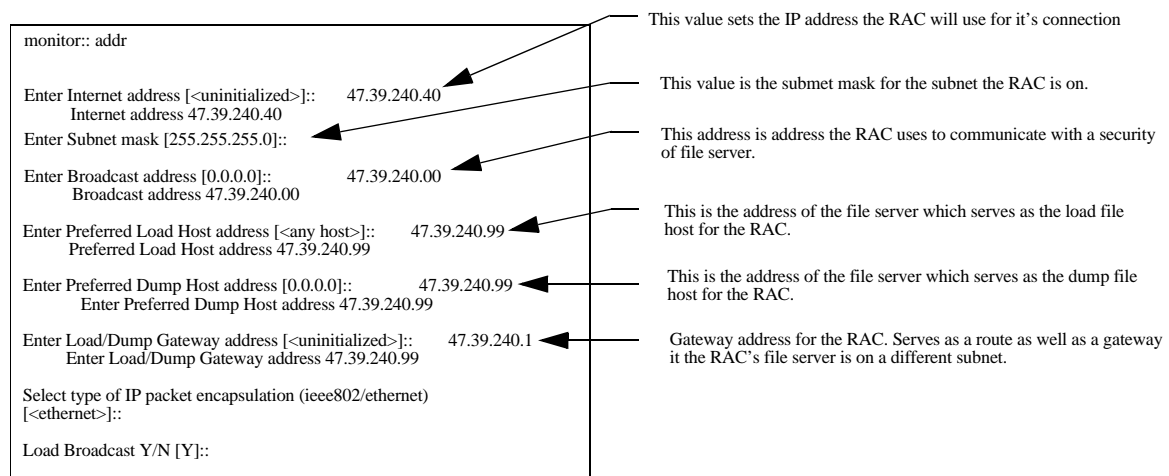 monitor:: addr
Enter Internet address [<uninitialized>]:: 47.39.240.40
Internet address 47.39.240.40
Enter Subnet mask [255.255.255.0]::
Enter Broadcast address [0.0.0.0]:: 47.39.240.00
Broadcast address 47.39.240.00
Enter Preferred Load Host address [<any host>]:: 47.39.240.99
Preferred Load Host address 47.39.240.99
Enter Preferred Dump Host address [0.0.0.0]:: 47.39.240.99
Enter Preferred Dump Host address 47.39.240.99
Enter Load/Dump Gateway address [<uninitialized>]:: 47.39.240.1
Enter Load/Dump Gateway address 47.39.240.99
Select type of IP packet encapsulation (ieee802/ethernet)
[<ethernet>]::
Load Broadcast Y/N [Y]::
This value sets the IP address the RAC will use for it's connection
This value is the submet mask for the subnet the RAC is on.
This address is address the RAC uses to communicate with a security
of file server.
This is the address of the file server which serves as the load file
host for the RAC.
This is the address of the file server which serves as the dump file
host for the RAC.
Gateway address for the RAC. Serves as a route as well as a gateway
it the RAC's file server is on a different subnet.